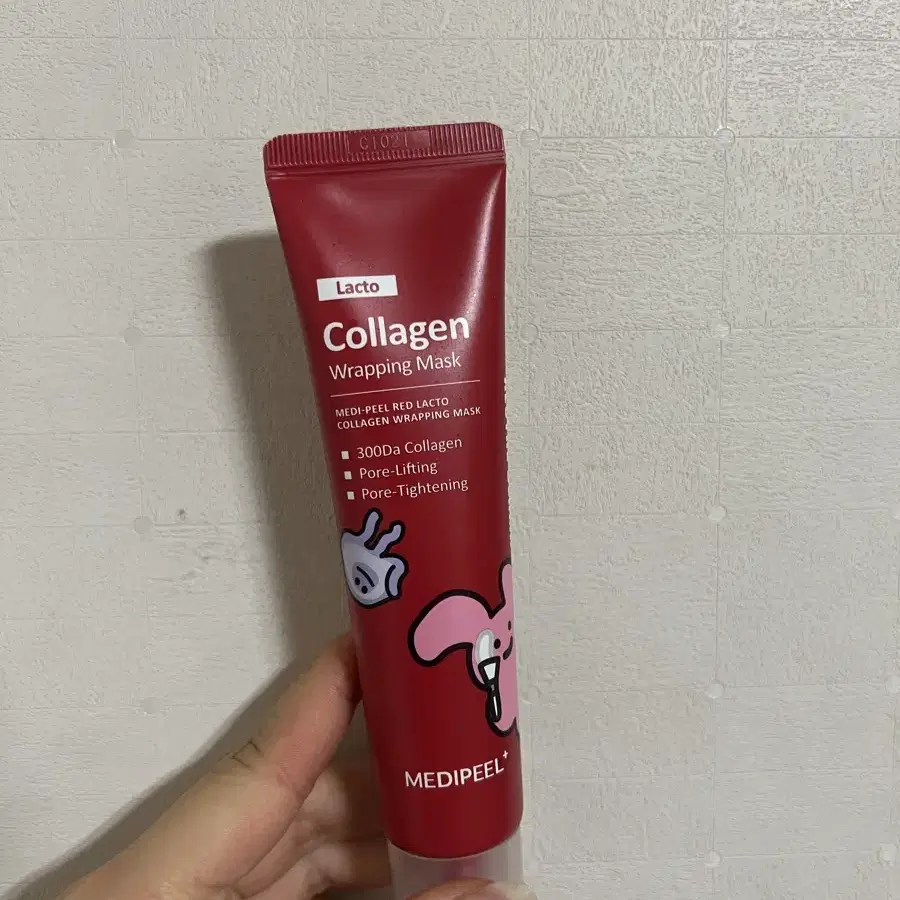 C1021
Lacto
Collagen
Wrapping Mask
MEDI-PEEL RED LACTO
COLLAGEN WRAPPING MASK
■ 300Da Collagen
■ Pore-Lifting
■ Pore-Tightening
MEDIPEEL+